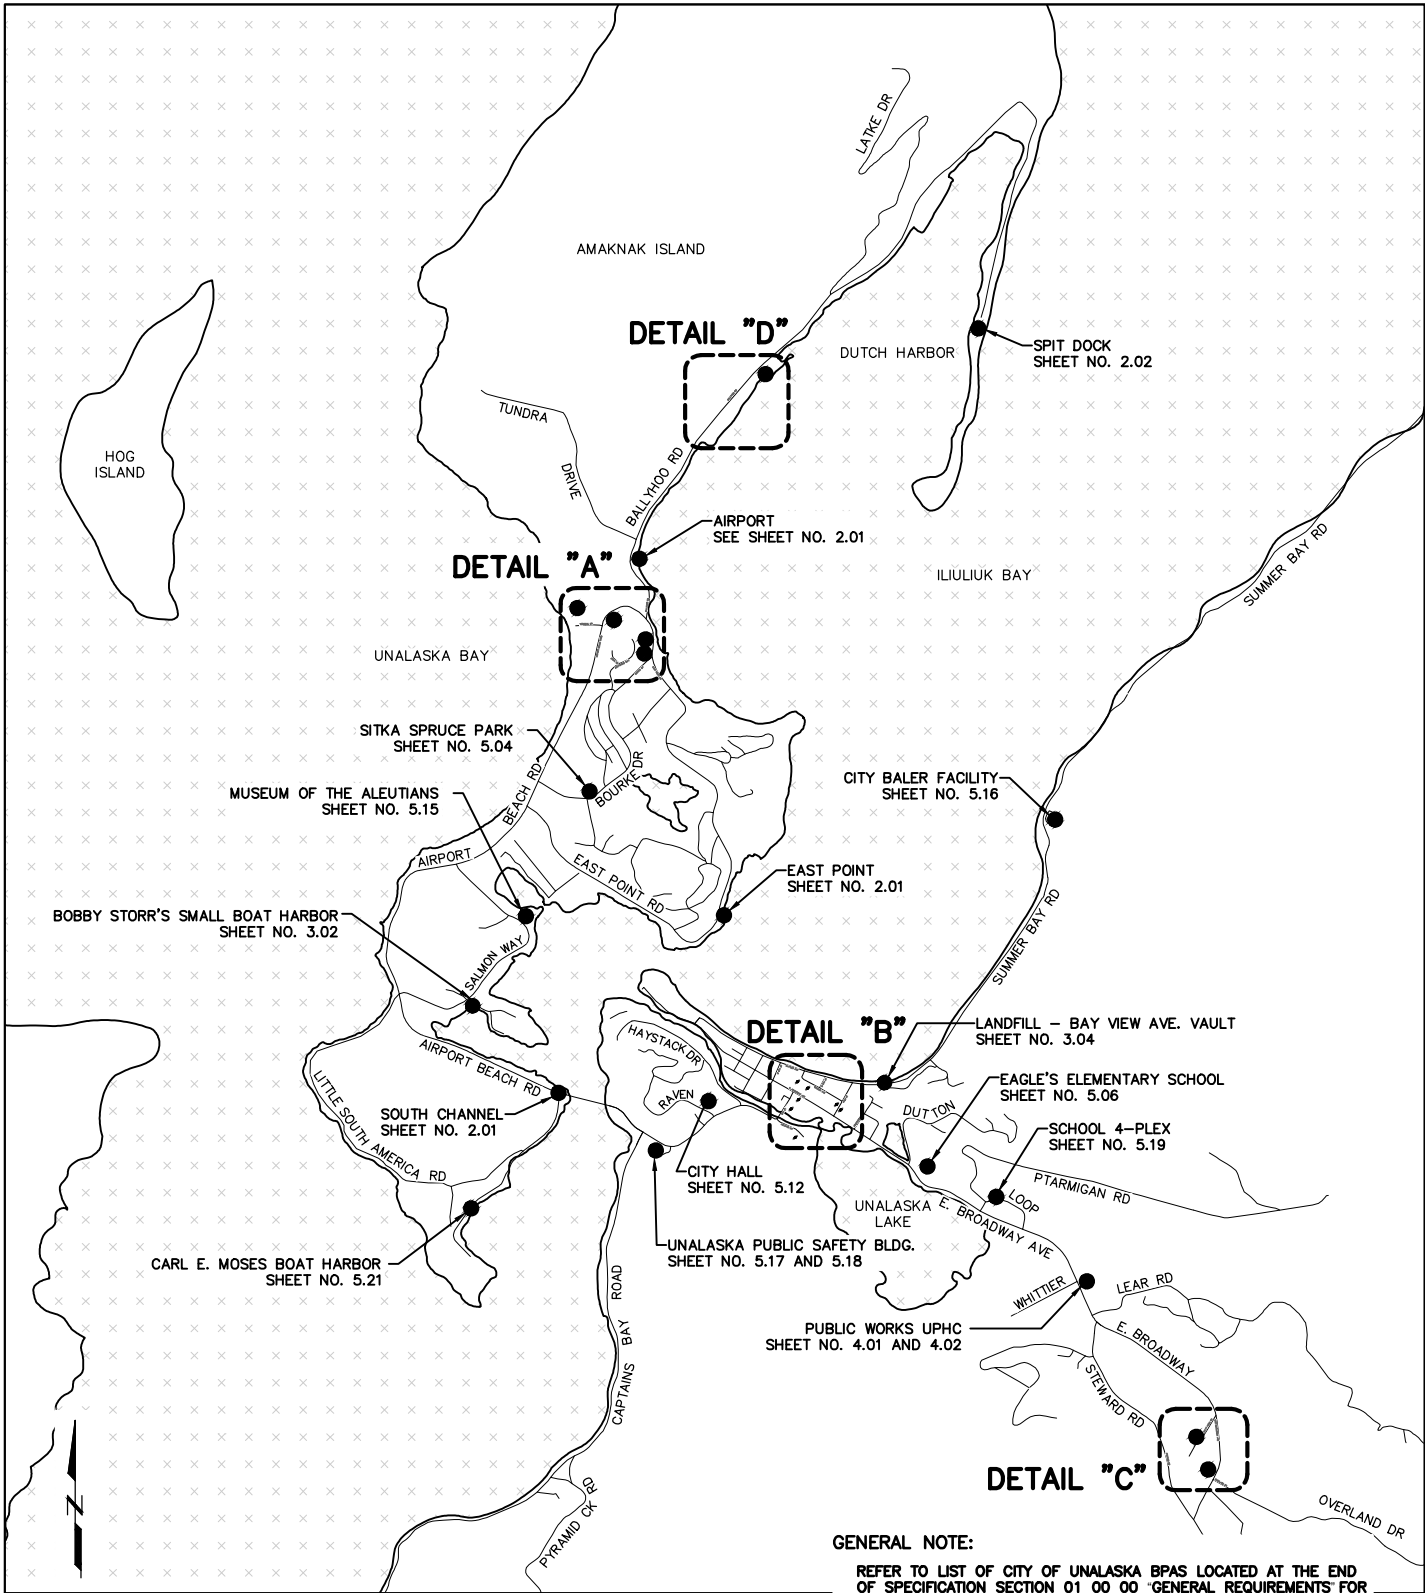 LATKE DR
AMAKNAK ISLAND
DETAIL "D"
DUTCH HARBOR
SPIT DOCK
SHEET NO. 2.02
TUNDRA
DRIVE
HOG
ISLAND
BALLYHOO RD
AIRPORT
SEE SHEET NO. 2.01
SUMMER BAY RD
DETAIL "A"
ILIULIUK BAY
UNALASKA BAY
SITKA SPRUCE PARK
SHEET NO. 5.04
BOURKE DR
MUSEUM OF THE ALEUTIANS
SHEET NO. 5.15
BEACH RD
CITY BALER FACILITY
SHEET NO. 5.16
AIRPORT
EAST POINT RD
EAST POINT
SHEET NO. 2.01
BOBBY STORR'S SMALL BOAT HARBOR
SHEET NO. 3.02
SALMON WAY
SUMMER BAY RD
DETAIL "B"
LANDFILL – BAY VIEW AVE. VAULT
SHEET NO. 3.04
HAYSTACK DR
AIRPORT BEACH RD
EAGLE'S ELEMENTARY SCHOOL
SHEET NO. 5.06
LITTLE SOUTH AMERICA RD
RAVEN
SOUTH CHANNEL
SHEET NO. 2.01
DUTTON
SCHOOL 4-PLEX
SHEET NO. 5.19
CITY HALL
SHEET NO. 5.12
PTARMIGAN RD
LOOP
UNALASKA
LAKE
E. BROADWAY AVE
UNALASKA PUBLIC SAFETY BLDG.
SHEET NO. 5.17 AND 5.18
CARL E. MOSES BOAT HARBOR
SHEET NO. 5.21
WHITTIER
LEAR RD
CAPTAINS BAY ROAD
PUBLIC WORKS UPHC
SHEET NO. 4.01 AND 4.02
E. BROADWAY
STEWARD RD
N
DETAIL "C"
OVERLAND DR
PYRAMID CK RD
GENERAL NOTE:
REFER TO LIST OF CITY OF UNALASKA BPAS LOCATED AT THE END
OF SPECIFICATION SECTION 01 00 00 "GENERAL REQUIREMENTS" FOR